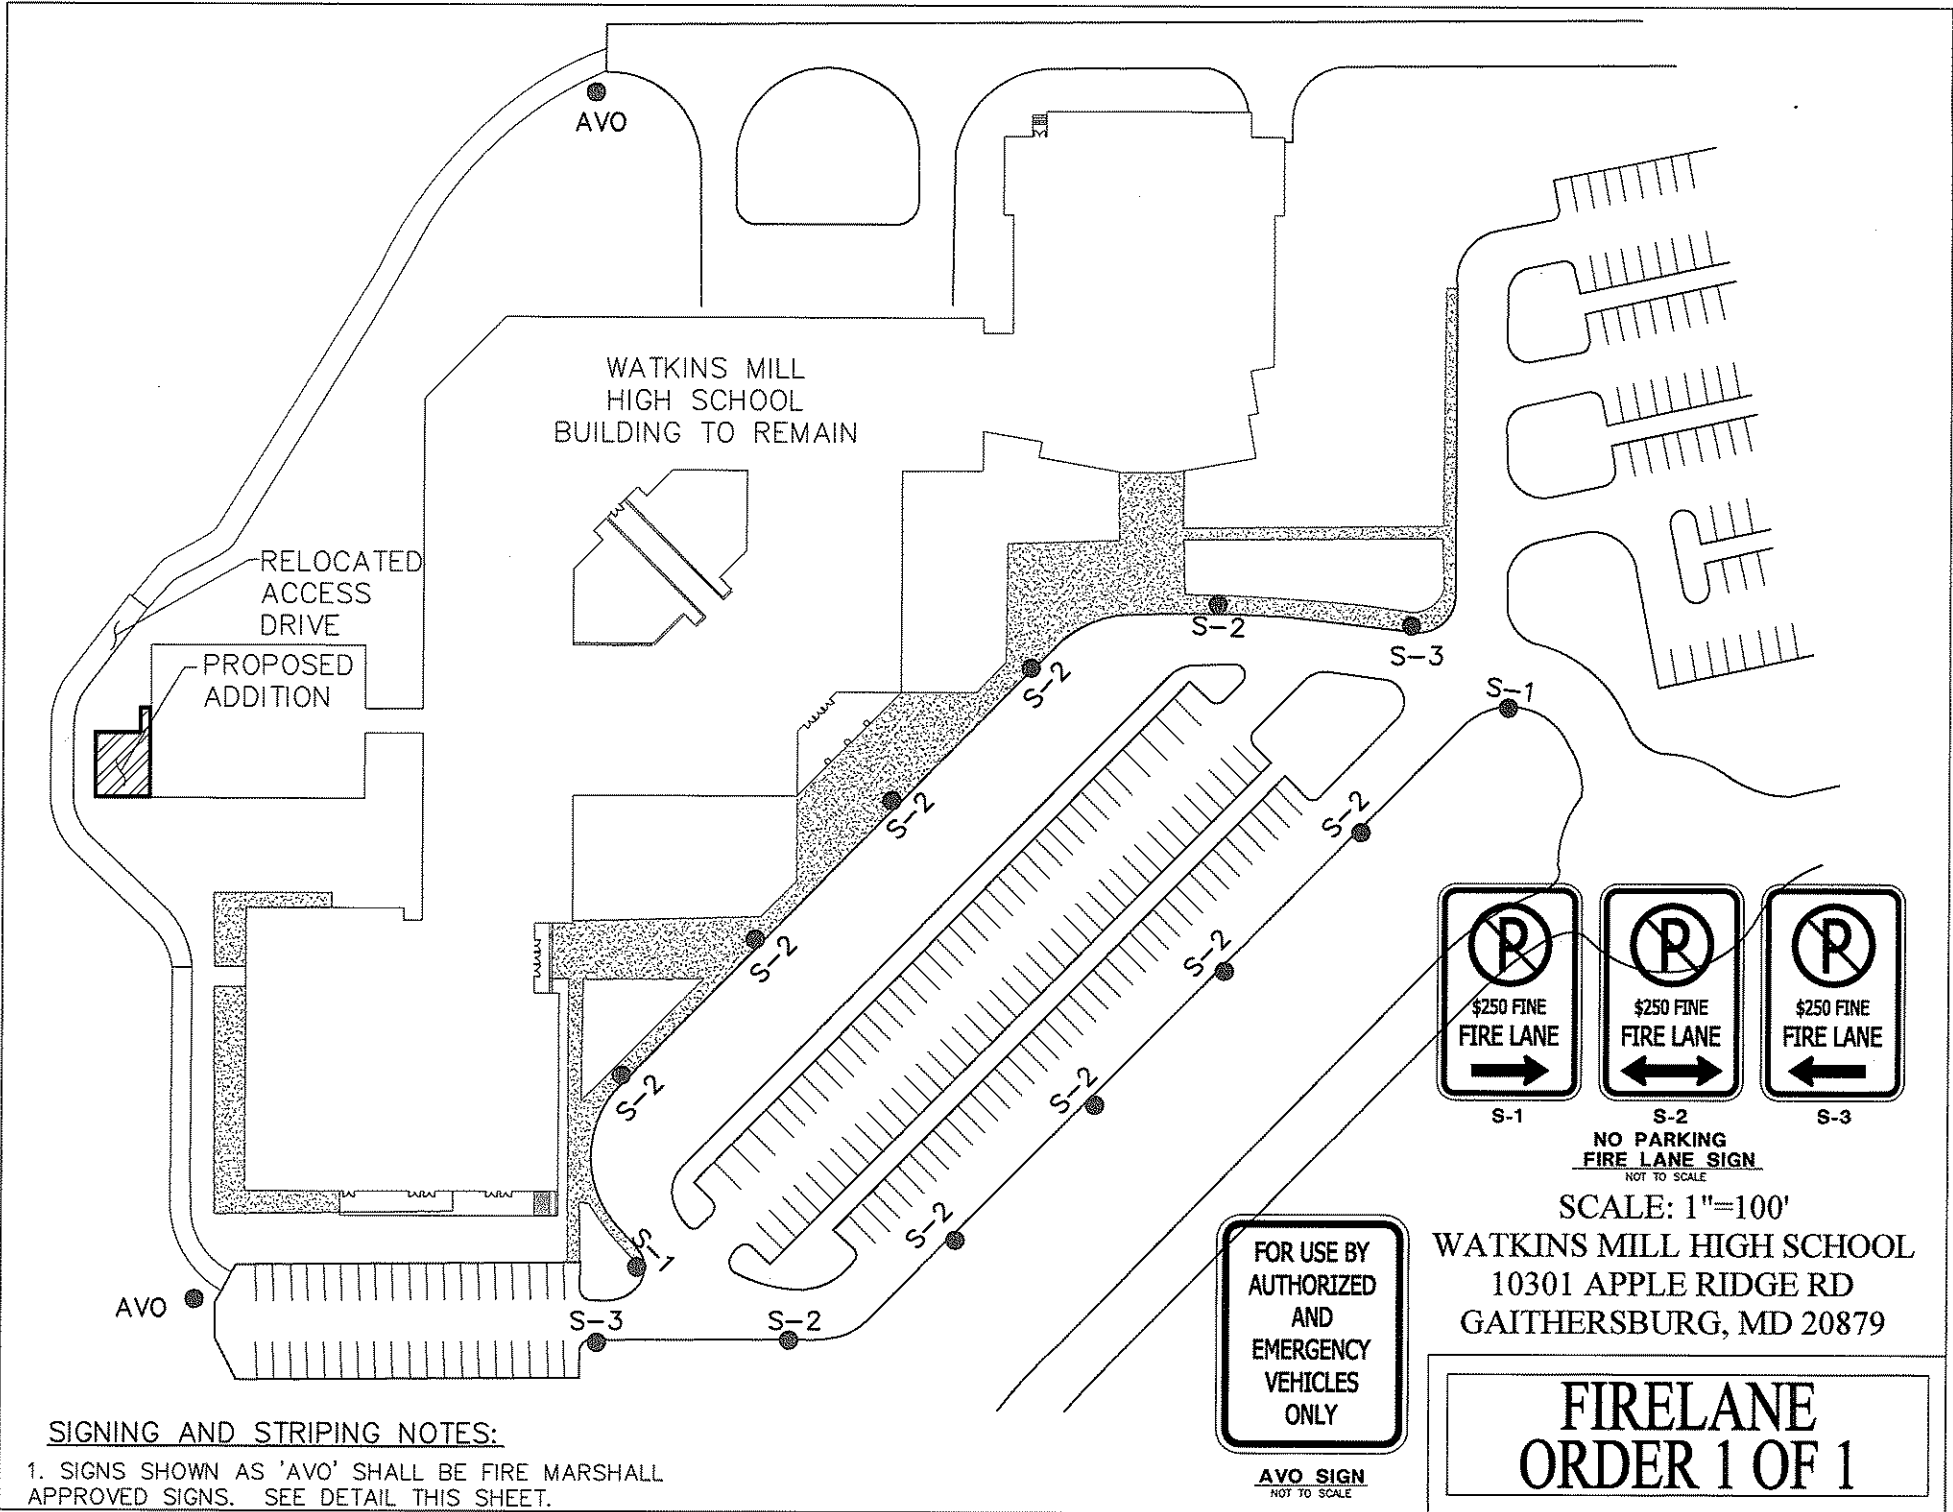 AVO
WATKINS MILL
HIGH SCHOOL
BUILDING TO REMAIN
RELOCATED
ACCESS
DRIVE
PROPOSED
ADDITION
S-2
S-3
S-2
S-1
S-2
S-2
S-2
S-2
S-2
S-2
S-2
S-1
AVO
S-3
S-2
P
$250 FINE
FIRE LANE
S-1
P
$250 FINE
FIRE LANE
S-2
P
$250 FINE
FIRE LANE
S-3
NO PARKING
FIRE LANE SIGN
NOT TO SCALE
SCALE: 1"=100'
WATKINS MILL HIGH SCHOOL
10301 APPLE RIDGE RD
GAITHERSBURG, MD 20879
FOR USE BY
AUTHORIZED
AND
EMERGENCY
VEHICLES
ONLY
AVO SIGN
NOT TO SCALE
FIRELANE
ORDER 1 OF 1
SIGNING AND STRIPING NOTES:
1. SIGNS SHOWN AS 'AVO' SHALL BE FIRE MARSHALL
APPROVED SIGNS. SEE DETAIL THIS SHEET.